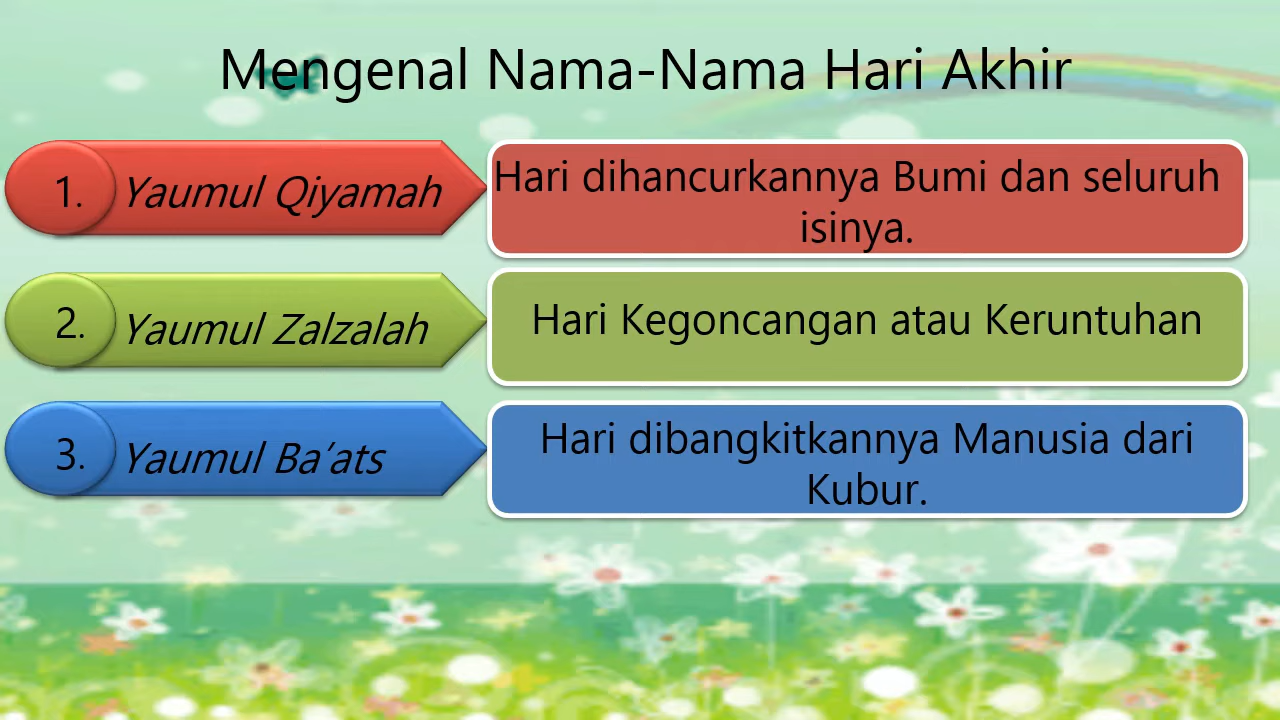 Mengenal Nama-Nama Hari Akhir
1. Yaumul Qiyamah
Hari dihancurkannya Bumi dan seluruh
isinya.
2. Yaumul Zalzalah
Hari Kegoncangan atau Keruntuhan
3. Yaumul Ba’ats
Hari dibangkitkannya Manusia dari
Kubur.